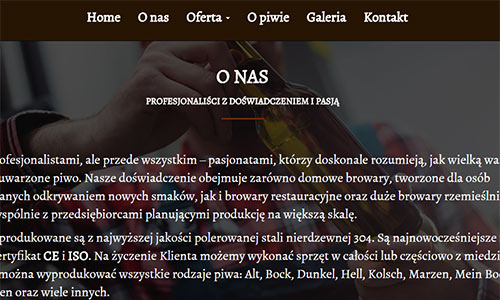 Home O nas Oferta O piwie Galeria Kontakt
O NAS
PROFESJONALIŚCI Z DOŚWIADCZENIEM I PASJĄ
ofesjonalistami, ale przede wszystkim – pasjonatami, którzy doskonale rozumieją, jak wielką wa
uwarzone piwo. Nasze doświadczenie obejmuje zarówno domowe browary, tworzone dla osób
anych odkrywaniem nowych smaków, jak i browary restauracyjne oraz duże browary rzemieślni
vspólnie z przedsiębiorcami planującymi produkcję na większą skalę.
produkowane są z najwyższej jakości polerowanej stali nierdzewnej 304. Są najnowocześniejsze
ertyfikat CE i ISO. Na życzenie Klienta możemy wykonać sprzęt w całości lub częściowo z miedzi
można wyprodukować wszystkie rodzaje piwa: Alt, Bock, Dunkel, Hell, Kolsch, Marzen, Mein Bo
en oraz wiele innych.